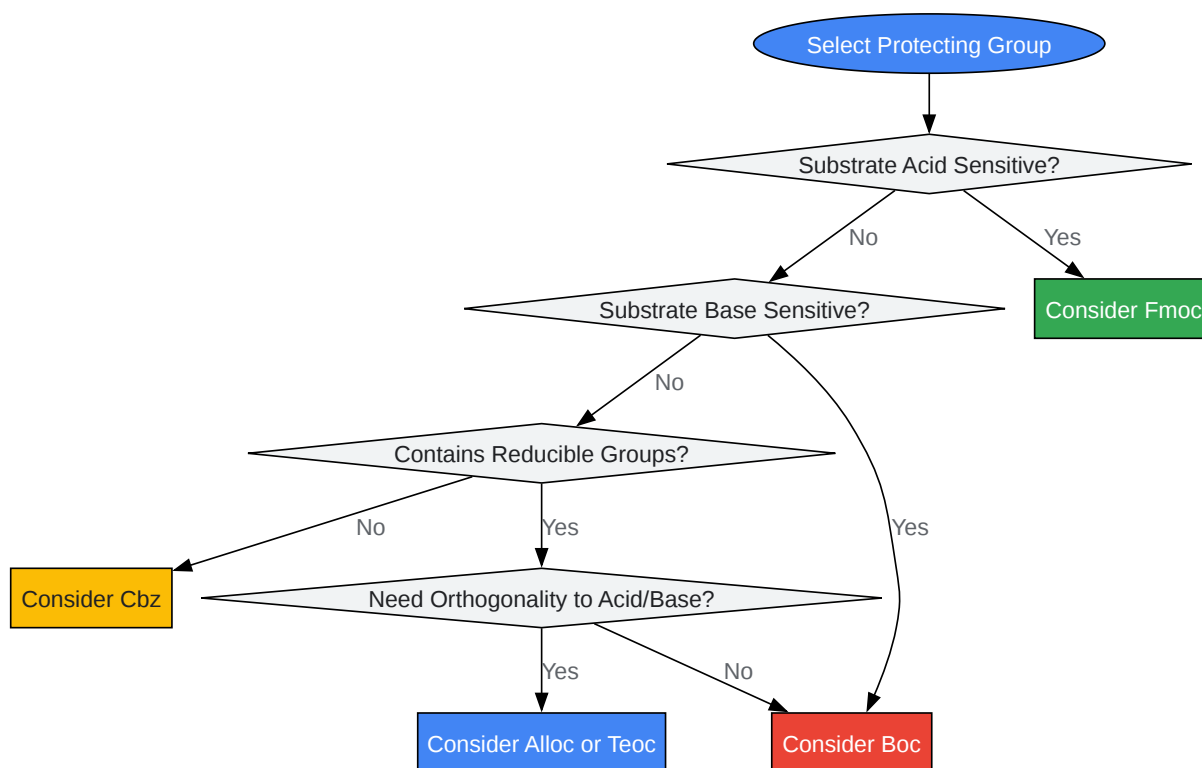 Select Protecting Group
Substrate Acid Sensitive?
No
Yes
Substrate Base Sensitive?
Consider Fmoc
No
Contains Reducible Groups?
No
Yes
Yes
Consider Cbz
Need Orthogonality to Acid/Base?
Yes
No
Consider Alloc or Teoc
Consider Boc